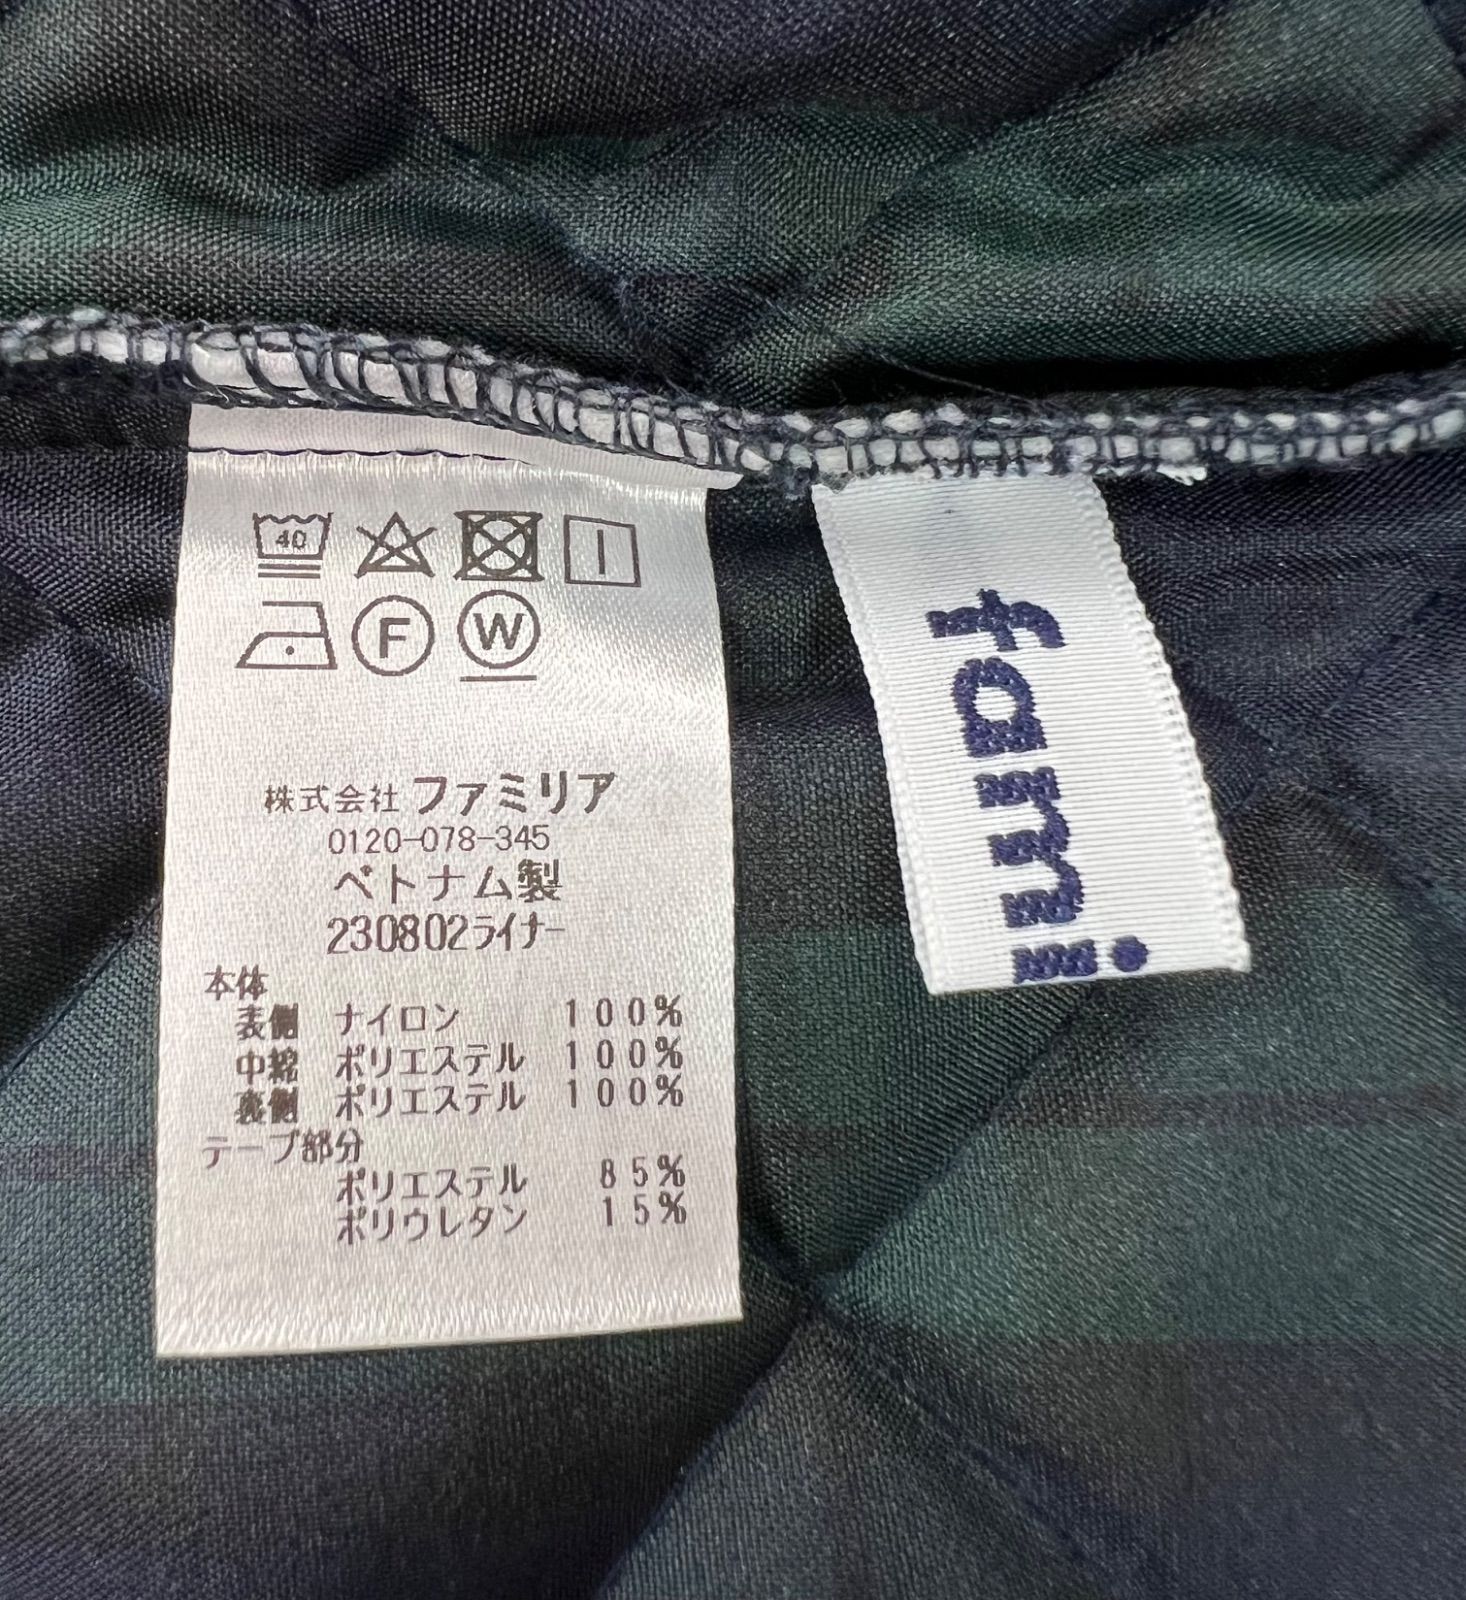 40
F
W
株式会社 ファミリア
0120-078-345
ベトナム製
230802ライナー
本体
表側 ナイロン 100%
中綿 ポリエステル 100%
裏側 ポリエステル 100%
テープ部分
ポリエステル 85%
ポリウレタン 15%
fami